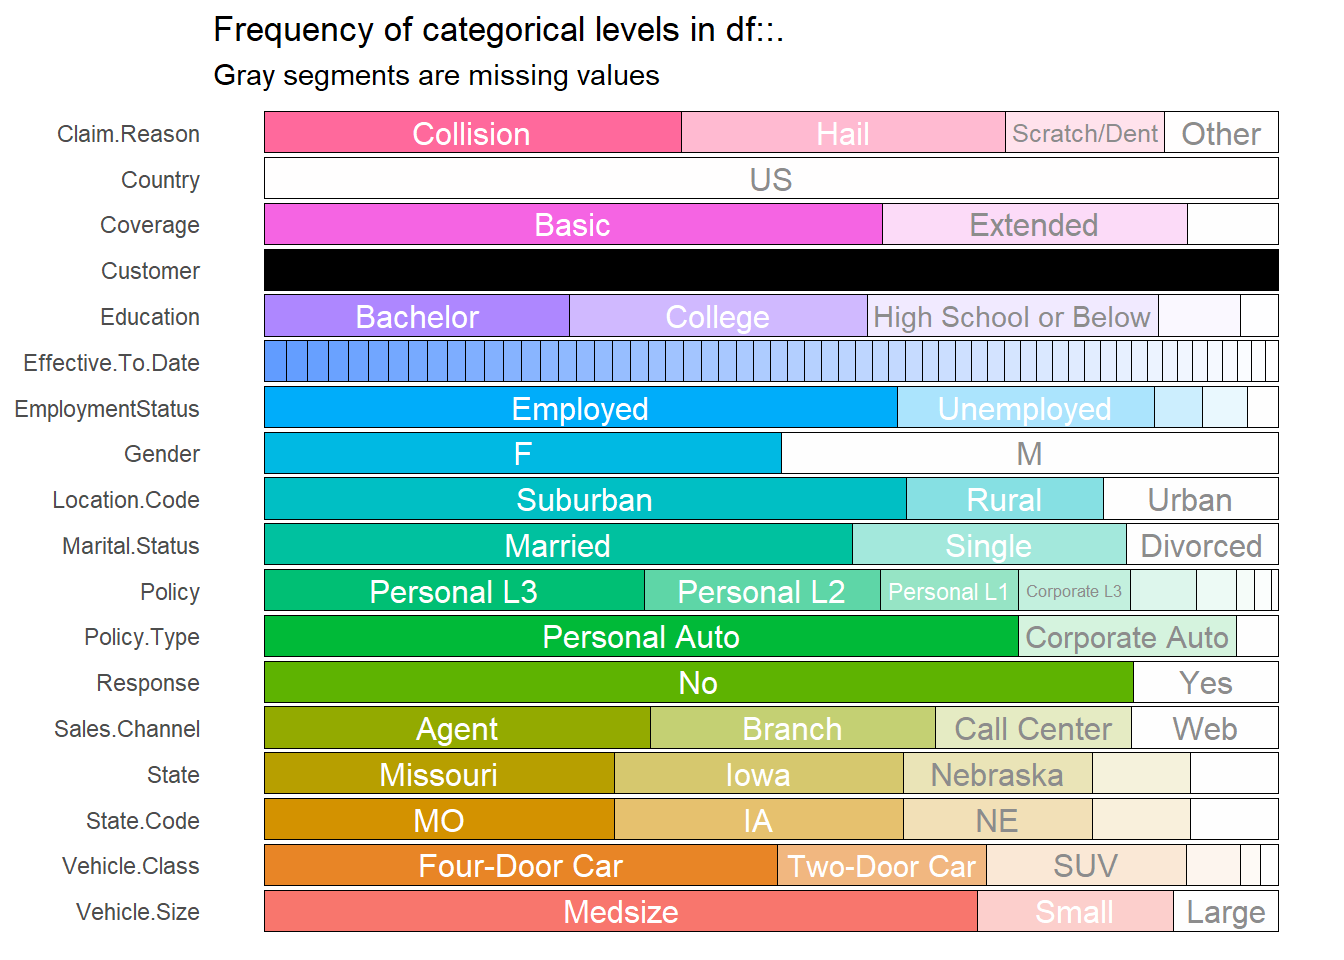 Frequency of categorical levels in df::.
Gray segments are missing values
Claim.Reason Collision Hail Scratch/Dent Other
Country US
Coverage Basic Extended
Customer
Education Bachelor College High School or Below
Effective.To.Date
EmploymentStatus Employed Unemployed
Gender F M
Location.Code Suburban Rural Urban
Marital.Status Married Single Divorced
Policy Personal L3 Personal L2 Personal L1 Corporate L3
Policy.Type Personal Auto Corporate Auto
Response No Yes
Sales.Channel Agent Branch Call Center Web
State Missouri Iowa Nebraska
State.Code MO IA NE
Vehicle.Class Four-Door Car Two-Door Car SUV
Vehicle.Size Medsize Small Large